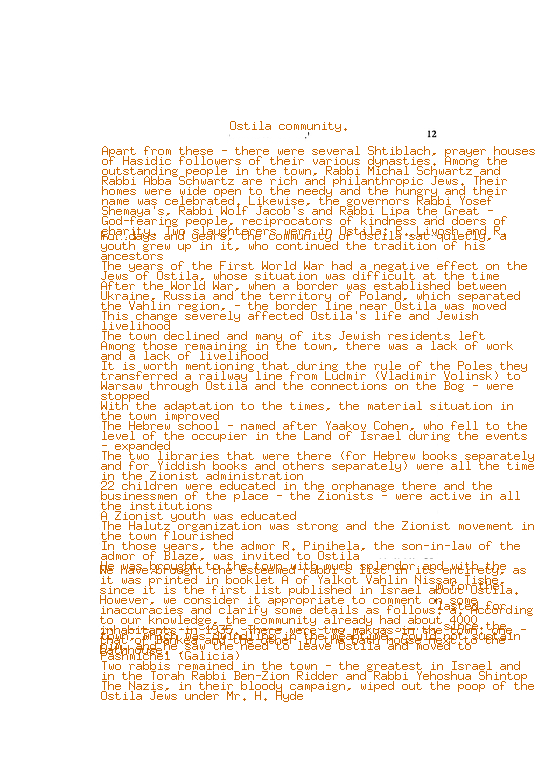 Ostila community.
12
Apart from these - there were several Shtiblach, prayer houses
of Hasidic followers of their various dynasties. Among the
outstanding people in the town, Rabbi Michal Schwartz and
Rabbi Abba Schwartz are rich and philanthropic Jews. Their
homes were wide open to the needy and the hungry and their
name was celebrated. Likewise, the governors Rabbi Yosef
Shemaya's, Rabbi Wolf Jacob's and Rabbi Lipa the Great -
God-fearing people, reciprocators of kindness and doers of
charity. Two slaughterers were in Ostila: R. Livosh and R.
days and years, the community of Ostila sat quietly, a
youth grew up in it, who continued the tradition of his
ancestors
The years of the First World War had a negative effect on the
Jews of Ostila, whose situation was difficult at the time
After the World War, when a border was established between
Ukraine, Russia and the territory of Poland, which separated
the Vahlin region, - the border line near Ostila was moved
This change severely affected Ostila's life and Jewish
livelihood
The town declined and many of its Jewish residents left
Among those remaining in the town, there was a lack of work
and a lack of livelihood
It is worth mentioning that during the rule of the Poles they
transferred a railway line from Ludmir (Vladimir Volinsk) to
Warsaw through Ostila and the connections on the Bog - were
stopped
With the adaptation to the times, the material situation in
the town improved
The Hebrew school - named after Yaakov Cohen, who fell to the
level of the occupier in the Land of Israel during the events
- expanded
The two libraries that were there (for Hebrew books separately
and for Yiddish books and others separately) were all the time
in the Zionist administration
22 children were educated in the orphanage there and the
businessmen of the place - the Zionists - were active in all
the institutions
A Zionist youth was educated
The Halutz organization was strong and the Zionist movement in
the town flourished
In those years, the admor R. Pinihela, the son-in-law of the
admor of Blaze, was invited to Ostila
He was brought to the town with much splendor and with the
We have brought the esteemed rabbi's list in its entirety, as
it was printed in booklet A of Yalkot Vahlin Nissan Tishe
since it is the first list published in Israel about Ostila.
However, we consider it appropriate to comment on some
lasted for
inaccuracies and clarify some details as follows: a. According
to our knowledge, the community already had about 4000
since the
inhabitants in 1935. There were two
town, which was dwindling in the meantime, could not sustain
him, and he saw the need to leave Ostila and moved to
bathhouse.
Pashmichel (Galicia)
Two rabbis remained in the town - the greatest in Israel and
in the Torah Rabbi Ben-Zion Ridder and Rabbi Yehoshua Shintop
The Nazis, in their bloody campaign, wiped out the poop of the
Ostila Jews under Mr. H. Hyde